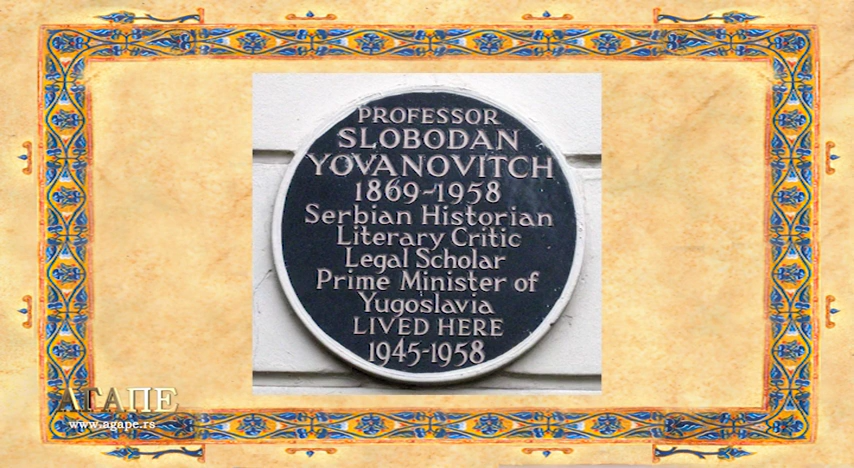 PROFESSOR
SLOBODAN
YOVANOVITCH
1869-1958
Serbian Historian
Literary Critic
Legal Scholar
Prime Minister of
Yugoslavia
LIVED HERE
1945-1958
АГАПЕ
www.agape.rs